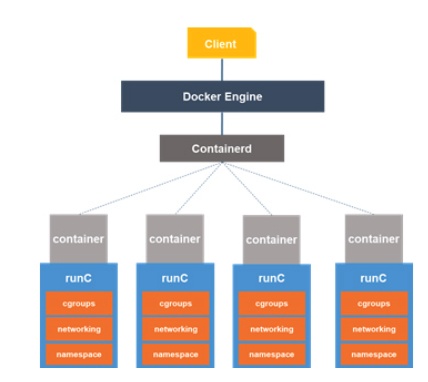 Client
Docker Engine
Containerd
container container container container
runC runC runC runC
cgroups cgroups cgroups cgroups
networking networking networking networking
namespace namespace namespace namespace